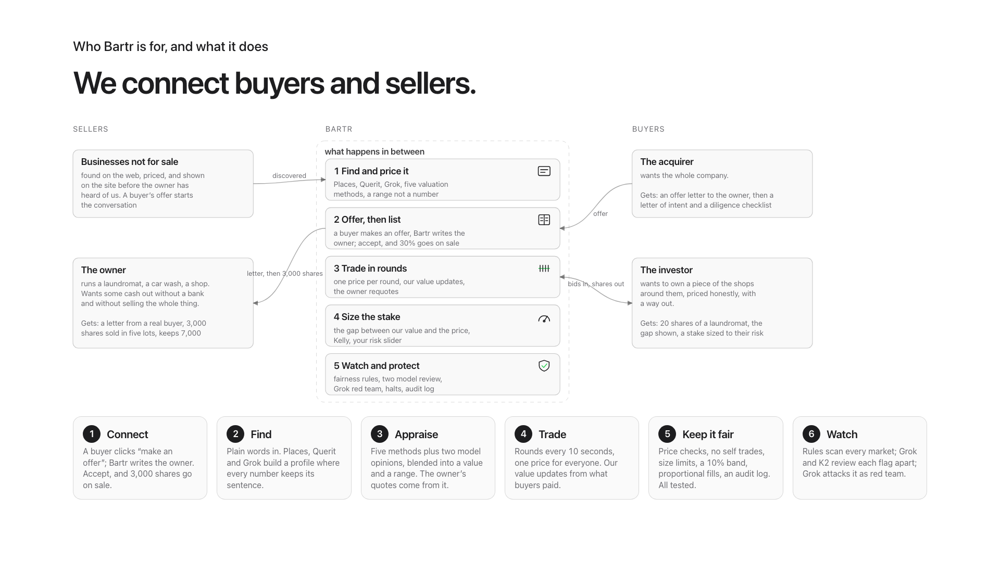 Who Bartr is for, and what it does
We connect buyers and sellers.
SELLERS
BARTR
BUYERS
Businesses not for sale
found on the web, priced, and shown
on the site before the owner has
heard of us. A buyer’s offer starts
the conversation
discovered
The owner
runs a laundromat, a car wash, a shop.
Wants some cash out without a bank
and without selling the whole thing.
Gets: a letter from a real buyer, 3,000
shares sold in five lots, keeps 7,000
letter, then 3,000 shares
what happens in between
1 Find and price it
Places, Querit, Grok, five valuation
methods, a range not a number
2 Offer, then list
a buyer makes an offer, Bartr writes the
owner; accept, and 30% goes on sale
3 Trade in rounds
one price per round, our value updates,
the owner requotes
4 Size the stake
the gap between our value and the price,
Kelly, your risk slider
5 Watch and protect
fairness rules, two model review,
Grok red team, halts, audit log
offer
bids in, shares out
The acquirer
wants the whole company.
Gets: an offer letter to the owner, then a
letter of intent and a diligence checklist
The investor
wants to own a piece of the shops
around them, priced honestly, with
a way out.
Gets: 20 shares of a laundromat, the
gap shown, a stake sized to their risk
1 Connect
A buyer clicks “make an
offer”; Bartr writes the owner.
Accept, and 3,000 shares go
on sale.
2 Find
Plain words in. Places, Querit
and Grok build a profile where
every number keeps its
sentence.
3 Appraise
Five methods plus two model
opinions, blended into a value
and a range. The owner’s
quotes come from it.
4 Trade
Rounds every 10 seconds,
one price for everyone. Our
value updates from what
buyers paid.
5 Keep it fair
Price checks, no self trades,
size limits, a 10% band,
proportional fills, an audit log.
All tested.
6 Watch
Rules scan every market; Grok
and K2 review each flag apart;
Grok attacks it as red team.